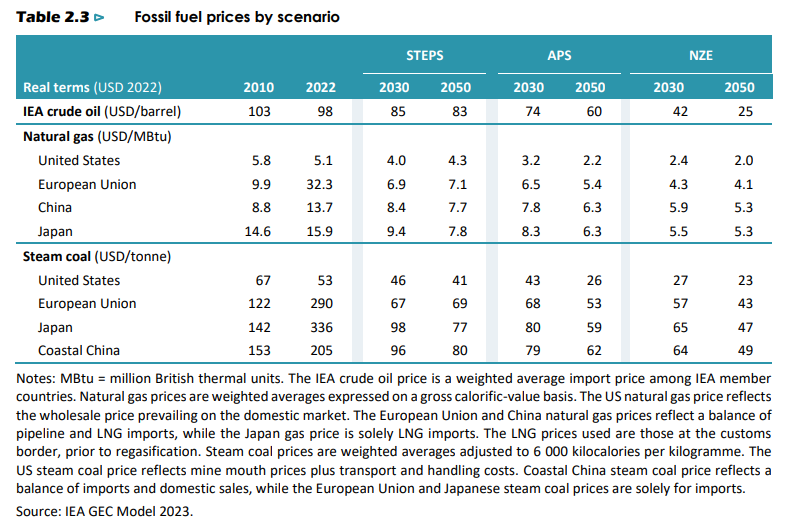 Table 2.3 ⊳ Fossil fuel prices by scenario
STEPS APS NZE
Real terms (USD 2022) 2010 2022 2030 2050 2030 2050 2030 2050
IEA crude oil (USD/barrel) 103 98 85 83 74 60 42 25
Natural gas (USD/MBtu)
United States 5.8 5.1 4.0 4.3 3.2 2.2 2.4 2.0
European Union 9.9 32.3 6.9 7.1 6.5 5.4 4.3 4.1
China 8.8 13.7 8.4 7.7 7.8 6.3 5.9 5.3
Japan 14.6 15.9 9.4 7.8 8.3 6.3 5.5 5.3
Steam coal (USD/tonne)
United States 67 53 46 41 43 26 27 23
European Union 122 290 67 69 68 53 57 43
Japan 142 336 98 77 80 59 65 47
Coastal China 153 205 96 80 79 62 64 49
Notes: MBtu = million British thermal units. The IEA crude oil price is a weighted average import price among IEA member
countries. Natural gas prices are weighted averages expressed on a gross calorific-value basis. The US natural gas price reflects
the wholesale price prevailing on the domestic market. The European Union and China natural gas prices reflect a balance of
pipeline and LNG imports, while the Japan gas price is solely LNG imports. The LNG prices used are those at the customs
border, prior to regasification. Steam coal prices are weighted averages adjusted to 6 000 kilocalories per kilogramme. The
US steam coal price reflects mine mouth prices plus transport and handling costs. Coastal China steam coal price reflects a
balance of imports and domestic sales, while the European Union and Japanese steam coal prices are solely for imports.
Source: IEA GEC Model 2023.